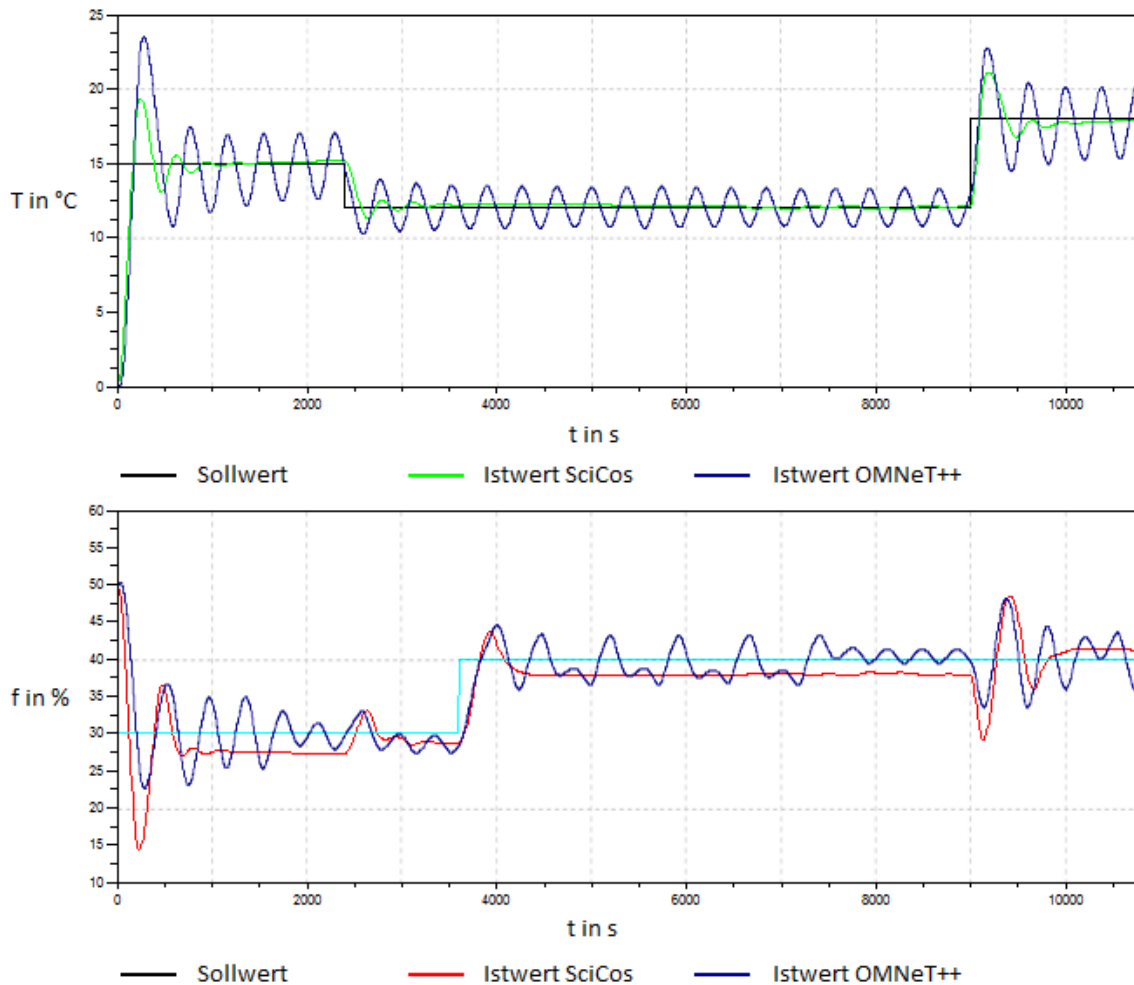 25
20
15
T in °C
10
5
0
0 2000 4000 6000 8000 10000
t in s
Sollwert Istwert SciCos Istwert OMNeT++
60
55
50
45
40
35
f in %
30
25
20
15
10
0 2000 4000 6000 8000 10000
t in s
Sollwert Istwert SciCos Istwert OMNeT++